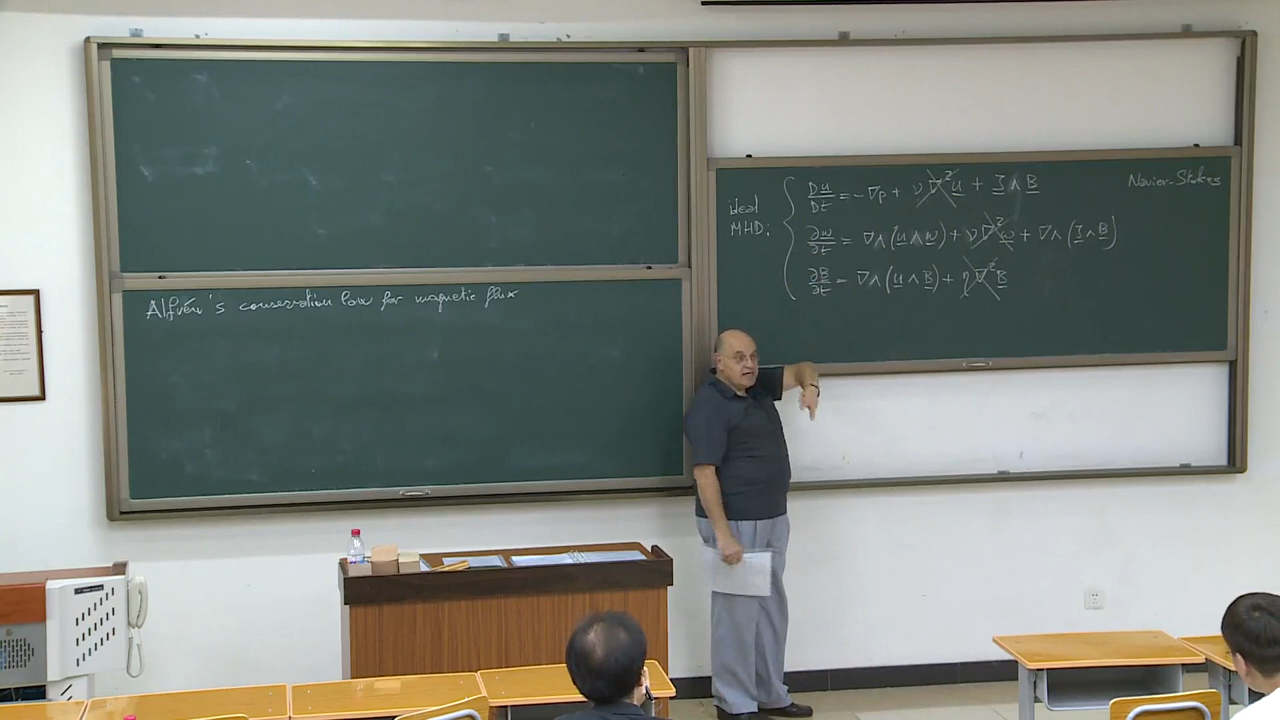 Alfvén's conservation law for magnetic flux
Navier-Stokes
ideal
MHD:
Du/Dt = -∇p + ν∇²u + J∧B
∂ω/∂t = ∇∧(u∧ω) + ν∇²ω + ∇∧(J∧B)
∂B/∂t = ∇∧(u∧B) + η∇²B